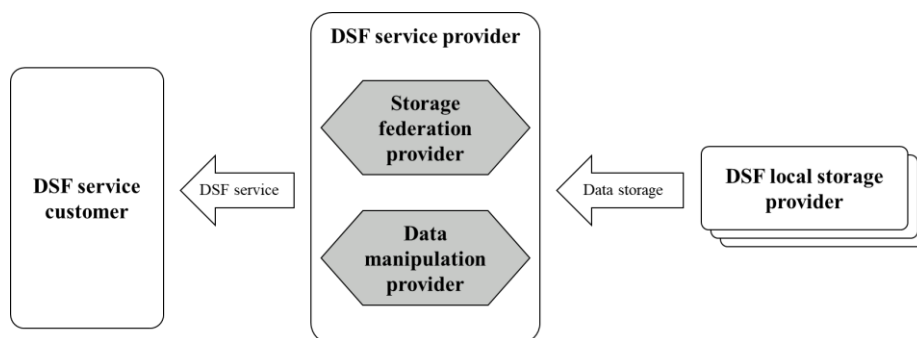 DSF service
customer
DSF service
DSF service provider
Storage
federation
provider
Data
manipulation
provider
Data storage
DSF local storage
provider